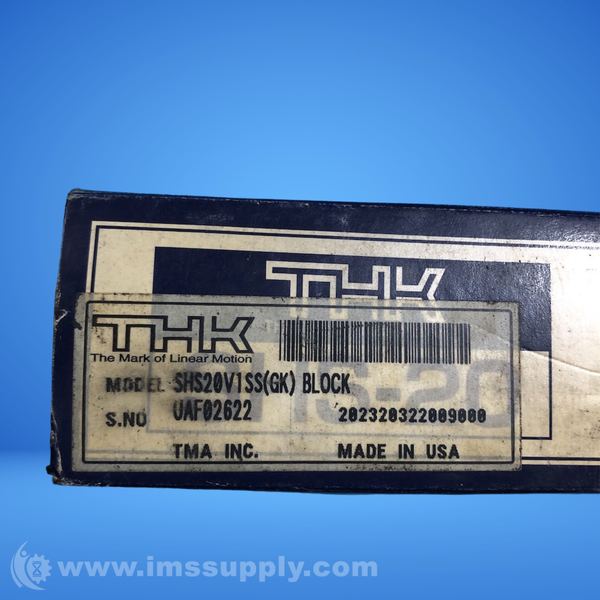 THK
THK
The Mark of Linear Motion
MODEL SHS20V1SS(GK) BLOCK
S.NO UAF02622 202320322009000
TMA INC. MADE IN USA
www.imssupply.com